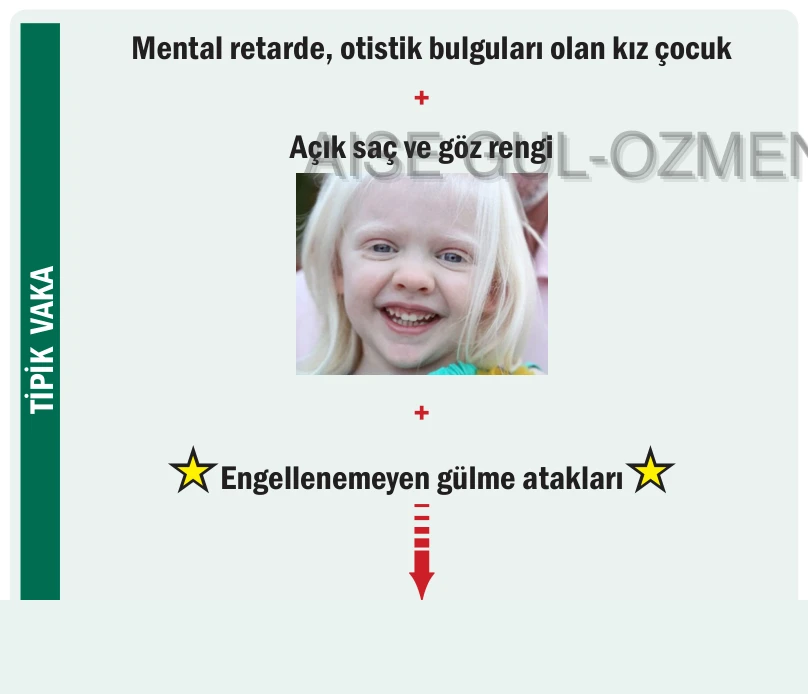 Mental retarde, otistik bulguları olan kız çocuk
+
Açık saç ve göz rengi
AISE GUL-OZMEN
+
Engellenemeyen gülme atakları
TİPİK VAKA